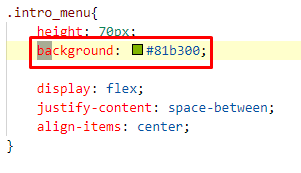 .intro_menu{
height: 70px;
background: #81b300;
display: flex;
justify-content: space-between;
align-items: center;
}